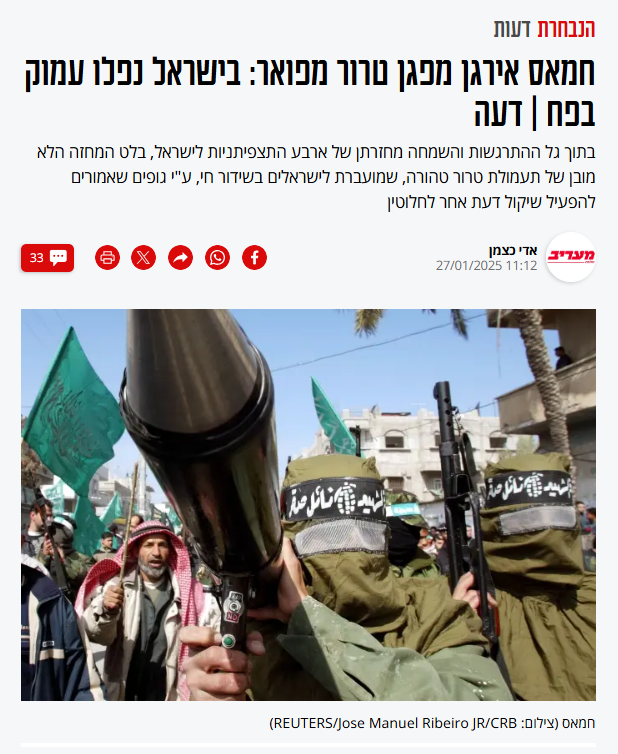 הנבחרת דעות
חמאס אירגן מפגן טרור מפואר: בישראל נפלו עמוק
בפח | דעה
בתוך גל ההתרגשות והשמחה מחזרתן של ארבע התצפיתניות לישראל, בלט המחזה הלא
מובן של תעמולת טרור טהורה, שמועברת לישראלים בשידור חי, ע"י גופים שאמורים
להפעיל שיקול דעת אחר לחלוטין
מעריב
אדי כצמן
27/01/2025 11:12
33
الشهيد نائل صقر
חמאס (צילום: REUTERS/Jose Manuel Ribeiro JR/CRB)